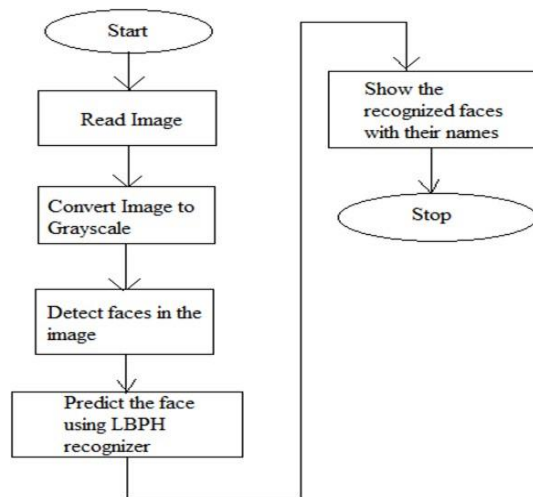 Start
Read Image
Convert Image to
Grayscale
Detect faces in the
image
Predict the face
using LBPH
recognizer
Show the
recognized faces
with their names
Stop